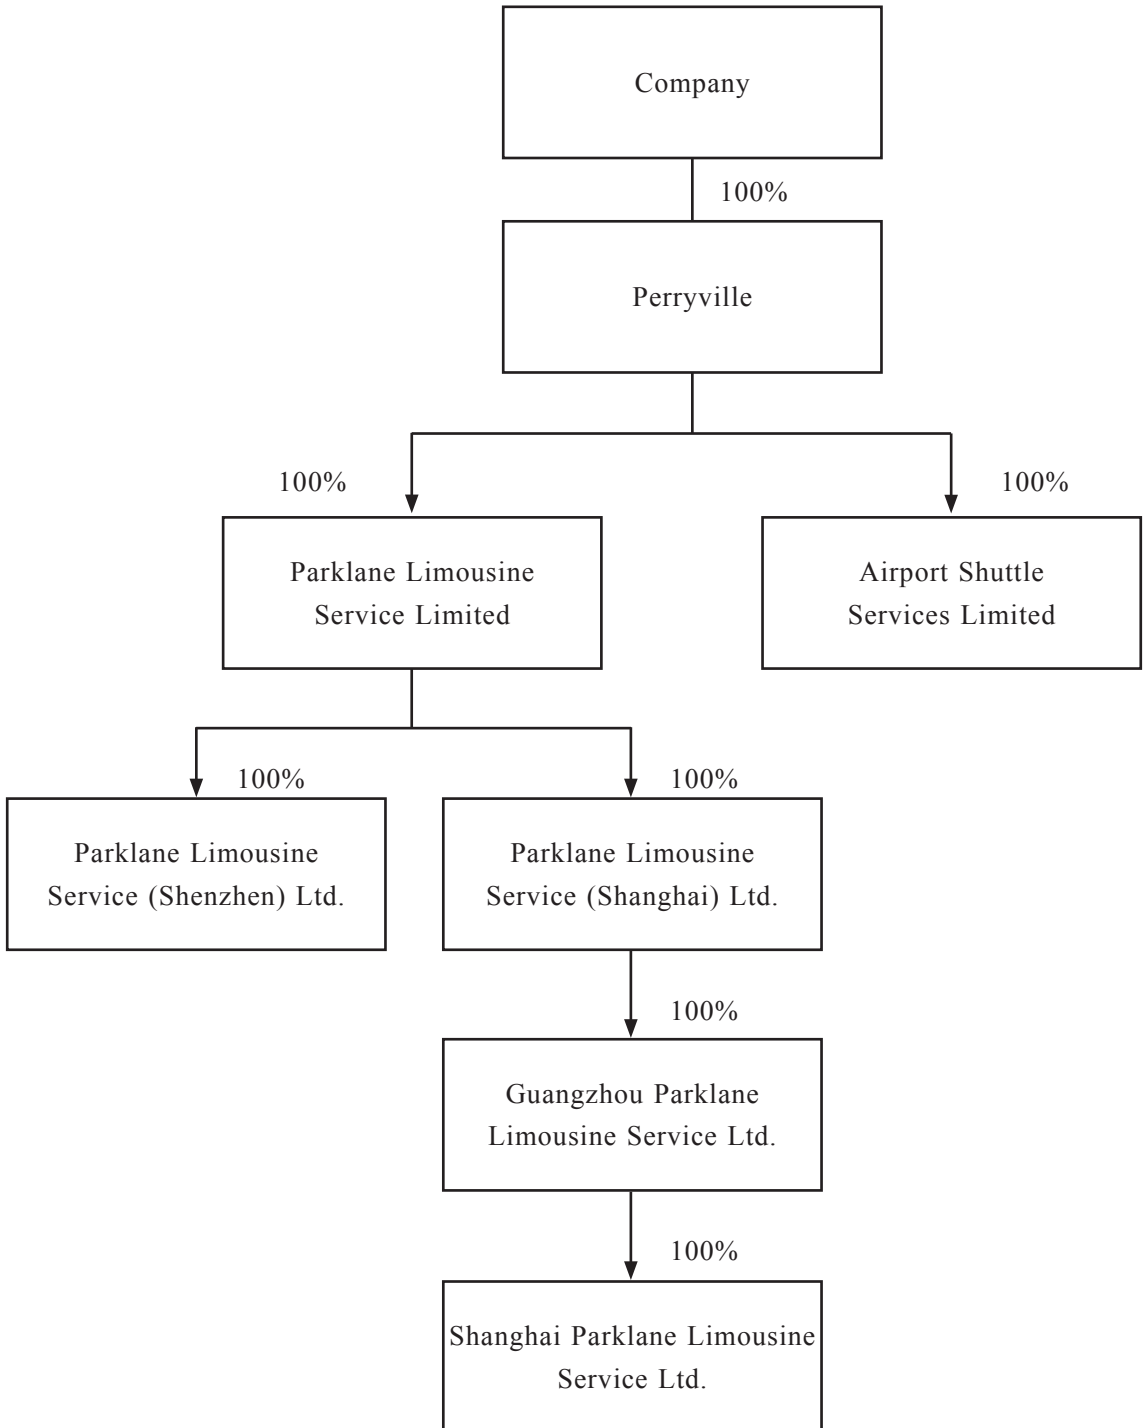 Company
100%
Perryville
100%
100%
Parklane Limousine
Service Limited
Airport Shuttle
Services Limited
100%
100%
Parklane Limousine
Service (Shenzhen) Ltd.
Parklane Limousine
Service (Shanghai) Ltd.
100%
Guangzhou Parklane
Limousine Service Ltd.
100%
Shanghai Parklane Limousine
Service Ltd.